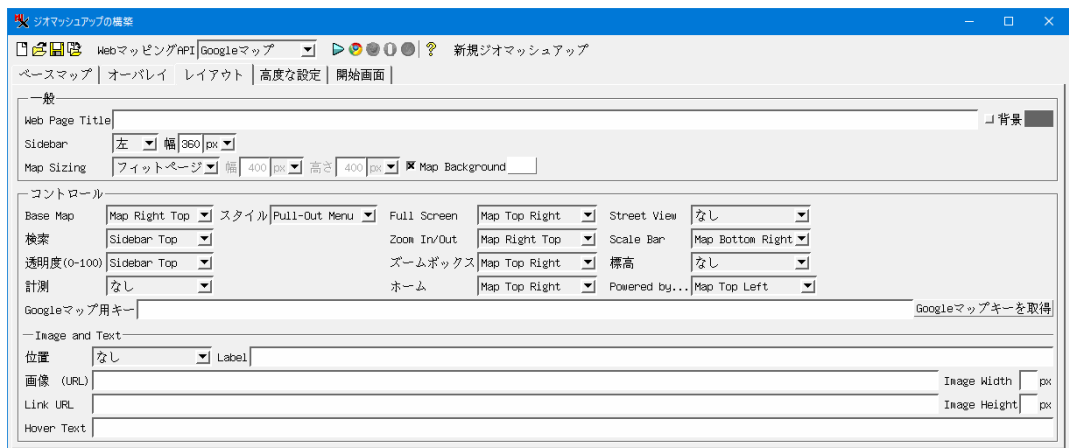 ジオマッシュアップの構築
WebマッピングAPI Googleマップ ? 新規ジオマッシュアップ
ベースマップ オーバレイ レイアウト 高度な設定 開始画面
一般
Web Page Title 背景
Sidebar 左 幅 360 px
Map Sizing フィットページ 幅 400 px 高さ 400 px Map Background
コントロール
Base Map Map Right Top スタイル Pull-Out Menu Full Screen Map Top Right Street View なし
検索 Sidebar Top Zoom In/Out Map Right Top Scale Bar Map Bottom Right
透明度(0-100) Sidebar Top ズームボックス Map Top Right 標高 なし
計測 なし ホーム Map Top Right Powered by... Map Top Left
Googleマップ用キー Googleマップキーを取得
Image and Text
位置 なし Label
画像 (URL) Image Width px
Link URL Image Height px
Hover Text